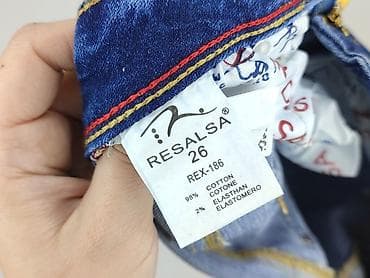 RESALSA®
26
REX-186
98% COTTON
COTONE
2% ELASTHAN
ELASTOMERO